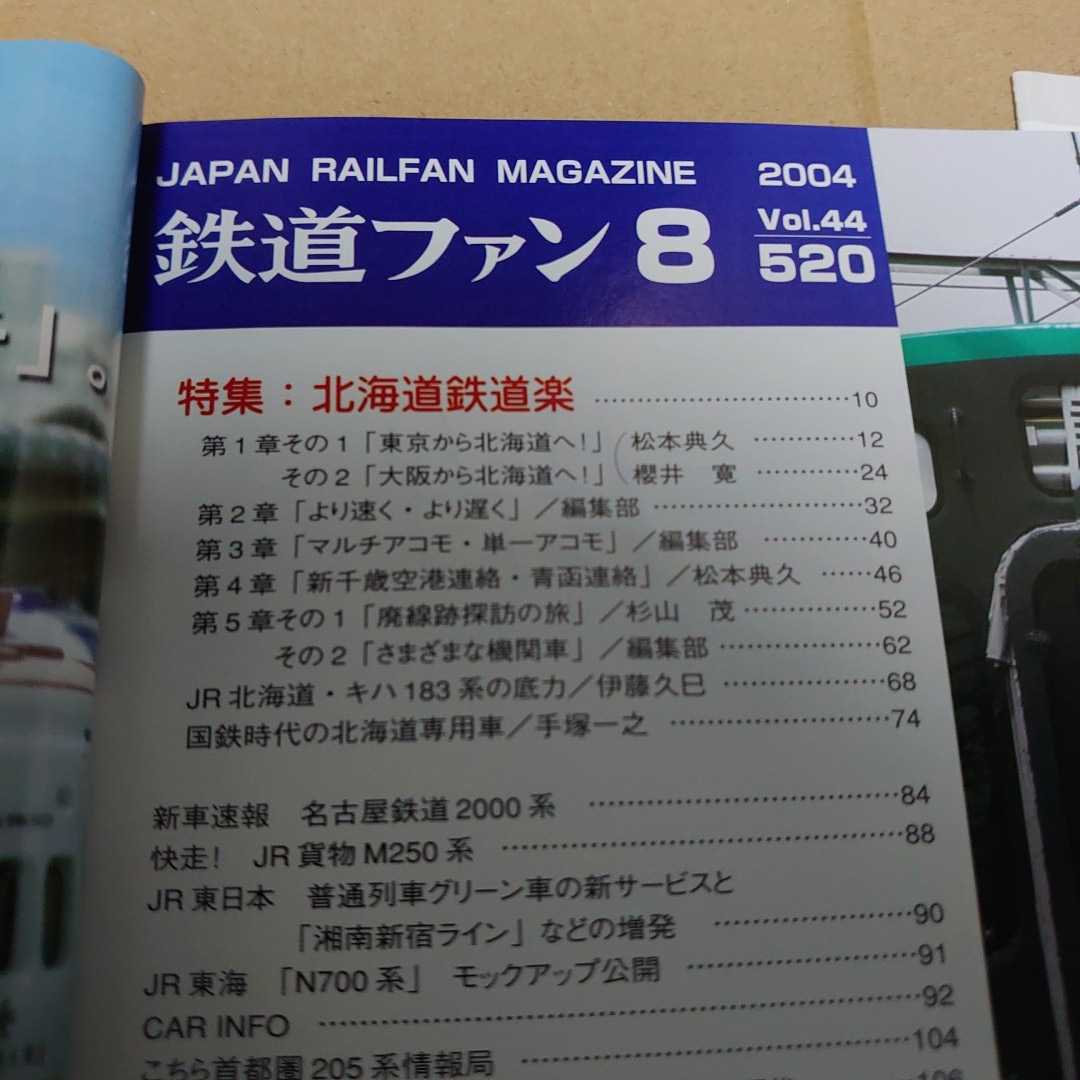 JAPAN RAILFAN MAGAZINE 2004
鉄道ファン 8 Vol.44
520
特集：北海道鉄道楽 …………………………10
第1章その1「東京から北海道へ！」（松本典久 …………12
その2「大阪から北海道へ！」（櫻井 寛 …………24
第2章「より速く・より遅く」／編集部 ……………………32
第3章「マルチアコモ・単一アコモ」／編集部 …………40
第4章「新千歳空港連絡・青函連絡」／松本典久 ……46
第5章その1「廃線跡探訪の旅」／杉山 茂 ……………52
その2「さまざまな機関車」／編集部 ………………62
JR北海道・キハ183系の底力／伊藤久巳 ………………68
国鉄時代の北海道専用車／手塚一之 ……………………74
新車速報 名古屋鉄道2000系 ……………………………84
快走！ JR貨物M250系 ……………………………………88
JR東日本 普通列車グリーン車の新サービスと
「湘南新宿ライン」などの増発 …………………90
JR東海 「N700系」 モックアップ公開 …………………91
CAR INFO …………………………………………………92
こちら首都圏205系情報局 ………………………………104
106
」。